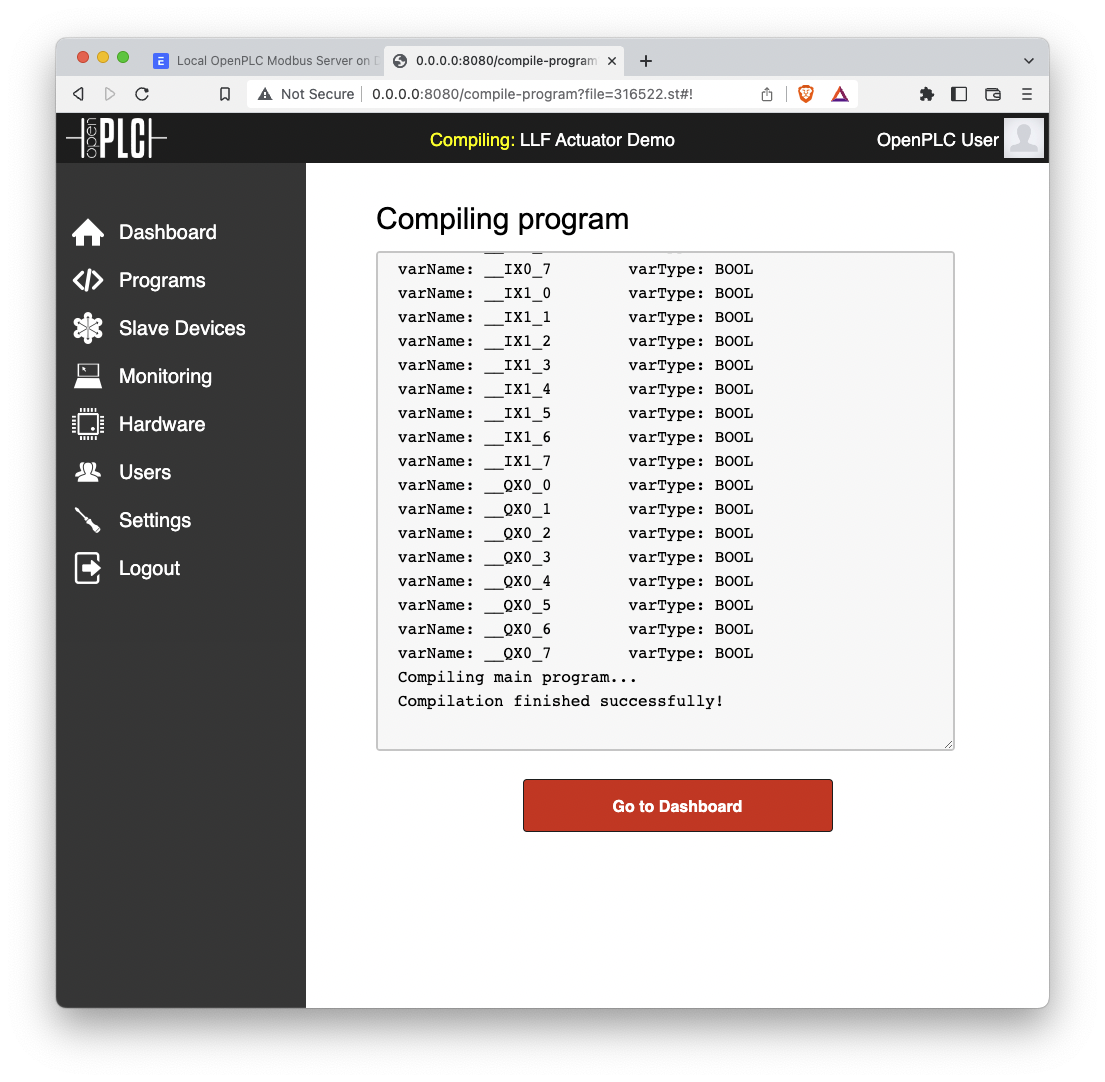 Local OpenPLC Modbus Server on
0.0.0.0:8080/compile-program
Not Secure
0.0.0.0:8080/compile-program?file=316522.st#!
open PLC
Compiling: LLF Actuator Demo
OpenPLC User
Dashboard
Programs
Slave Devices
Monitoring
Hardware
Users
Settings
Logout
Compiling program
varName: __IX0_7 varType: BOOL
varName: __IX1_0 varType: BOOL
varName: __IX1_1 varType: BOOL
varName: __IX1_2 varType: BOOL
varName: __IX1_3 varType: BOOL
varName: __IX1_4 varType: BOOL
varName: __IX1_5 varType: BOOL
varName: __IX1_6 varType: BOOL
varName: __IX1_7 varType: BOOL
varName: __QX0_0 varType: BOOL
varName: __QX0_1 varType: BOOL
varName: __QX0_2 varType: BOOL
varName: __QX0_3 varType: BOOL
varName: __QX0_4 varType: BOOL
varName: __QX0_5 varType: BOOL
varName: __QX0_6 varType: BOOL
varName: __QX0_7 varType: BOOL
Compiling main program...
Compilation finished successfully!
Go to Dashboard